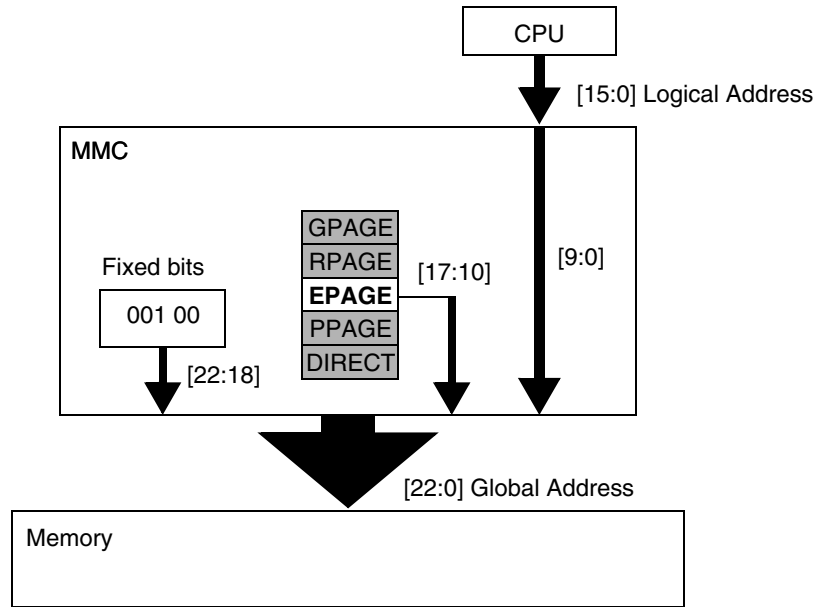 CPU
[15:0] Logical Address
MMC
GPAGE
RPAGE
EPAGE
PPAGE
DIRECT
[17:10]
[9:0]
Fixed bits
001 00
[22:18]
[22:0] Global Address
Memory